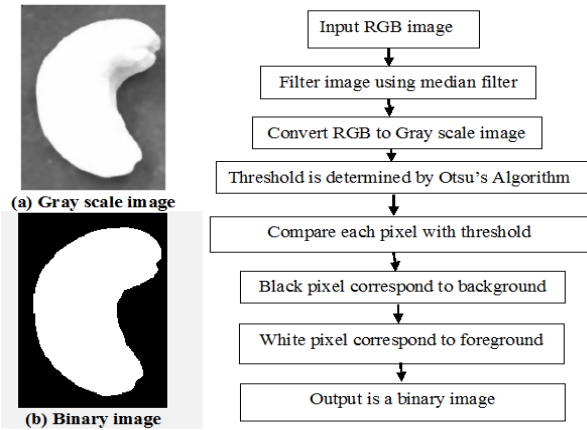 (a) Gray scale image
(b) Binary image
Input RGB image
Filter image using median filter
Convert RGB to Gray scale image
Threshold is determined by Otsu's Algorithm
Compare each pixel with threshold
Black pixel correspond to background
White pixel correspond to foreground
Output is a binary image